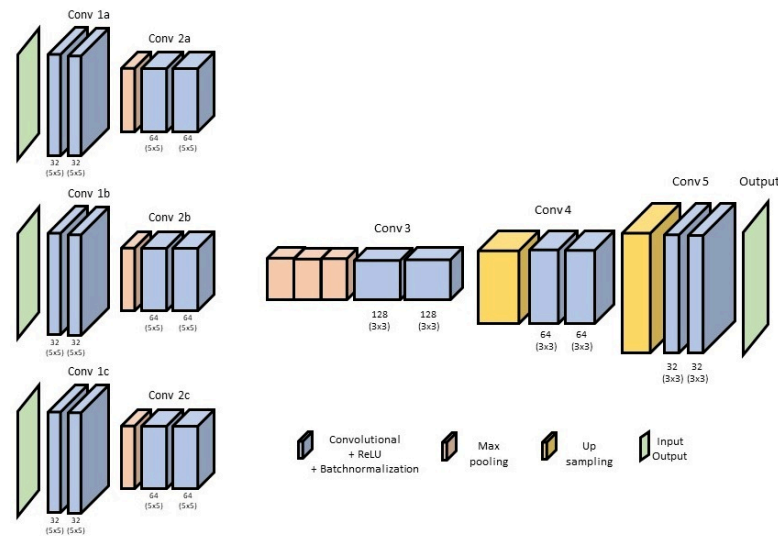 Conv 1a
Conv 2a
32 32
(5x5) (5x5)
64 64
(5x5) (5x5)
Conv 1b
Conv 2b
32 32
(5x5) (5x5)
64 64
(5x5) (5x5)
Conv 1c
Conv 2c
32 32
(5x5) (5x5)
64 64
(5x5) (5x5)
Conv 3
128 128
(3x3) (3x3)
Conv 4
64 64
(3x3) (3x3)
Conv 5
32 32
(3x3) (3x3)
Output
Convolutional
+ ReLU
+ Batchnormalization
Max
pooling
Up
sampling
Input
Output